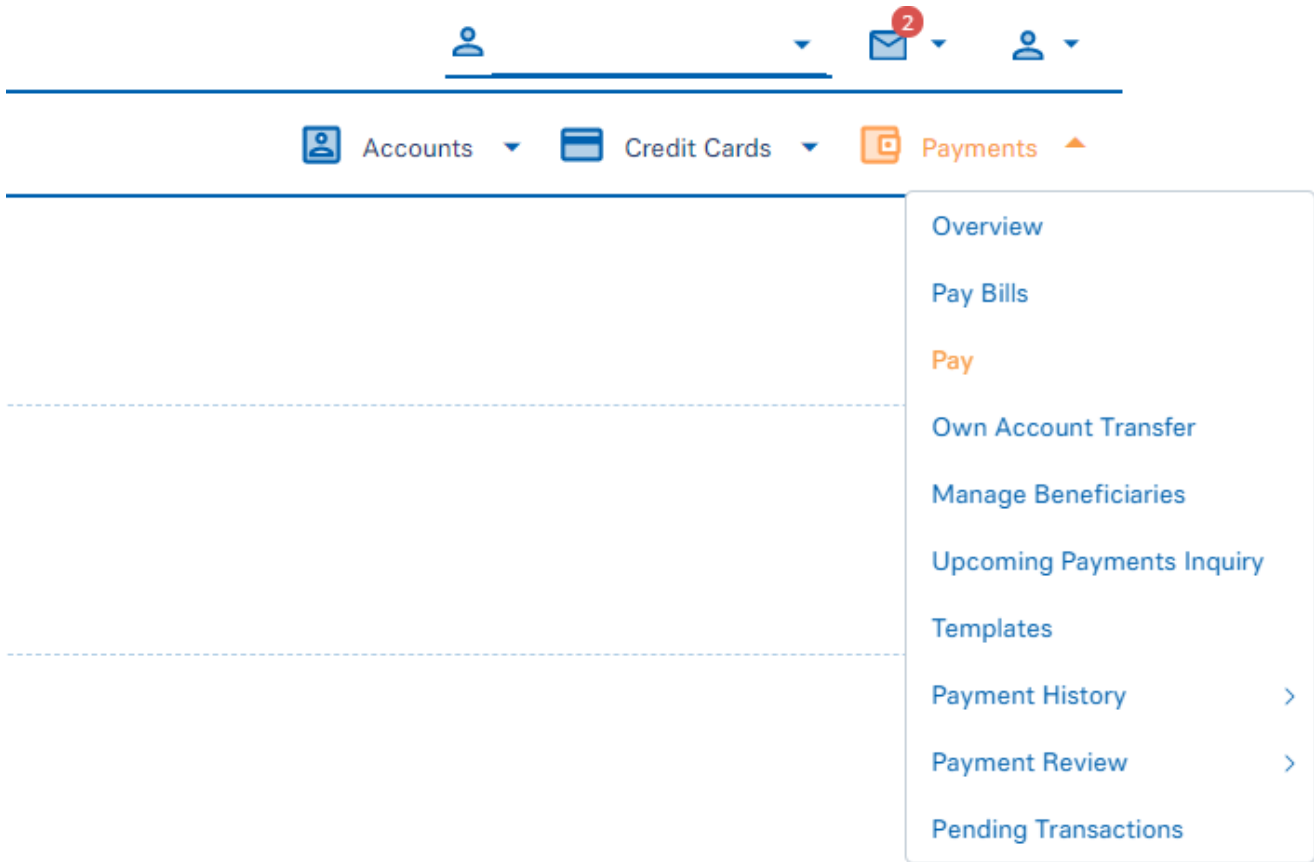 2
Accounts Credit Cards Payments
Overview
Pay Bills
Pay
Own Account Transfer
Manage Beneficiaries
Upcoming Payments Inquiry
Templates
Payment History
Payment Review
Pending Transactions